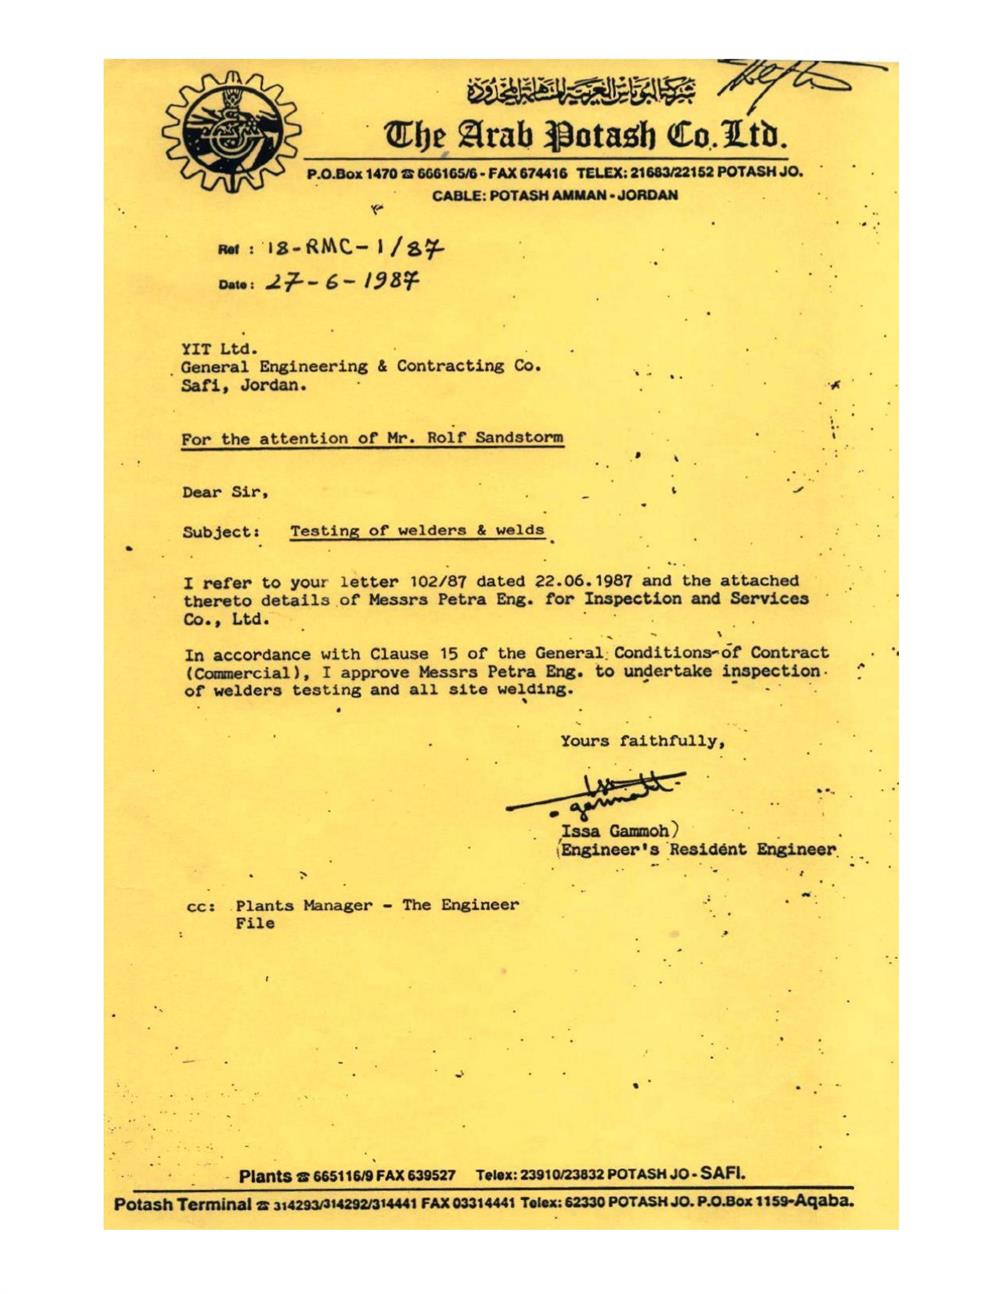 شركة البوتاس العربية المساهمة المحدودة
The Arab Potash Co. Ltd.
P.O.Box 1470 ☎ 666165/6 - FAX 674416 TELEX: 21683/22152 POTASH JO.
CABLE: POTASH AMMAN - JORDAN
Ref : 18-RMC-1/87
Date: 27-6-1987
YIT Ltd.
General Engineering & Contracting Co.
Safi, Jordan.
For the attention of Mr. Rolf Sandstorm
Dear Sir,
Subject: Testing of welders & welds
I refer to your letter 102/87 dated 22.06.1987 and the attached
thereto details of Messrs Petra Eng. for Inspection and Services
Co., Ltd.
In accordance with Clause 15 of the General Conditions of Contract
(Commercial), I approve Messrs Petra Eng. to undertake inspection
of welders testing and all site welding.
Yours faithfully,
Issa Gammoh)
(Engineer's Resident Engineer
cc: Plants Manager - The Engineer
File
Plants ☎ 665116/9 FAX 639527 Telex: 23910/23832 POTASH JO - SAFI.
Potash Terminal ☎ 314293/314292/314441 FAX 03314441 Telex: 62330 POTASH JO. P.O.Box 1159-Aqaba.